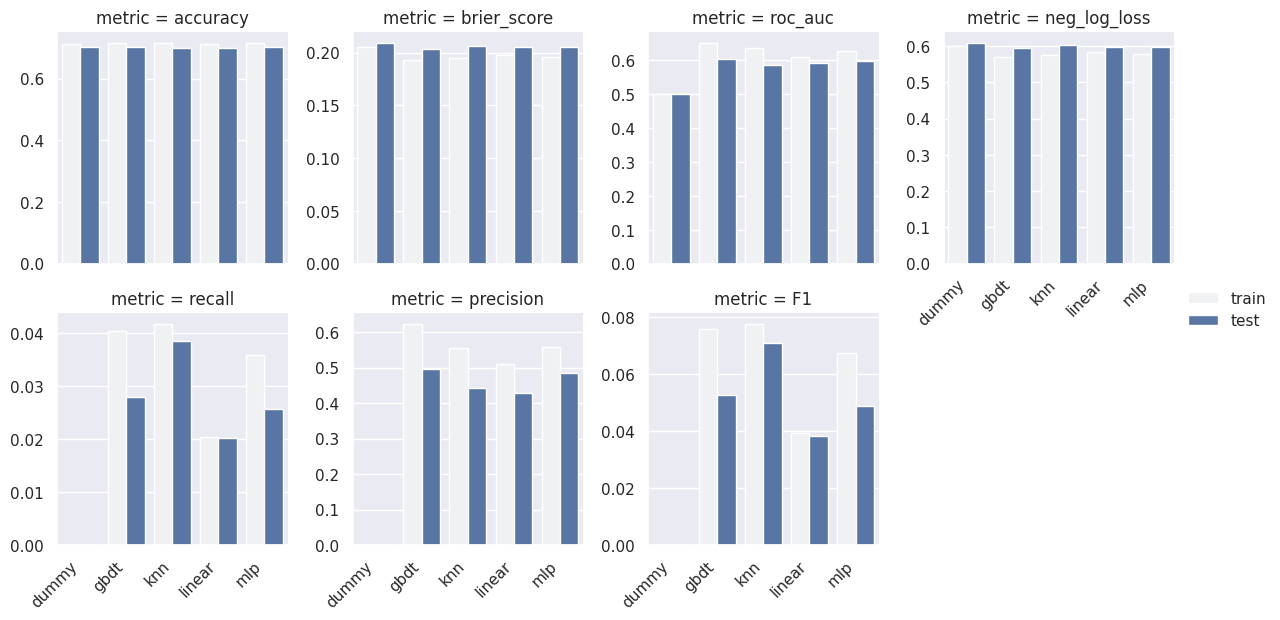 metric = accuracy
0.6
0.4
0.2
0.0
metric = brier_score
0.20
0.15
0.10
0.05
0.00
metric = roc_auc
0.6
0.5
0.4
0.3
0.2
0.1
0.0
metric = neg_log_loss
0.6
0.5
0.4
0.3
0.2
0.1
0.0
dummy
gbdt
knn
linear
mlp
train
test
metric = recall
0.04
0.03
0.02
0.01
0.00
dummy
gbdt
knn
linear
mlp
metric = precision
0.6
0.5
0.4
0.3
0.2
0.1
0.0
dummy
gbdt
knn
linear
mlp
metric = F1
0.08
0.06
0.04
0.02
0.00
dummy
gbdt
knn
linear
mlp